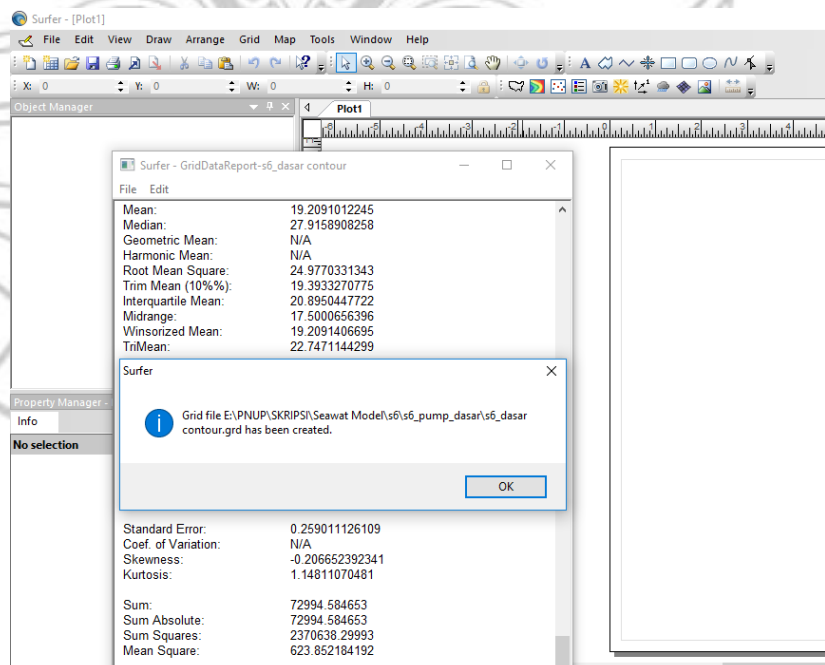 Surfer - [Plot1]
File Edit View Draw Arrange Grid Map Tools Window Help
X: 0 Y: 0 W: 0 H: 0
Object Manager
Plot1
Surfer - GridDataReport-s6_dasar contour
File Edit
Mean: 19.2091012245
Median: 27.9158908258
Geometric Mean: N/A
Harmonic Mean: N/A
Root Mean Square: 24.9770331343
Trim Mean (10%%): 19.3933270775
Interquartile Mean: 20.8950447722
Midrange: 17.5000656396
Winsorized Mean: 19.2091406695
TriMean: 22.7471144299
Surfer
Grid file E:\PNUP\SKRIPSI\Seawat Model\s6\s6_pump_dasar\s6_dasar
contour.grd has been created.
OK
Property Manager -
Info
No selection
Standard Error: 0.259011126109
Coef. of Variation: N/A
Skewness: -0.206652392341
Kurtosis: 1.14811070481
Sum: 72994.584653
Sum Absolute: 72994.584653
Sum Squares: 2370638.29993
Mean Square: 623.852184192